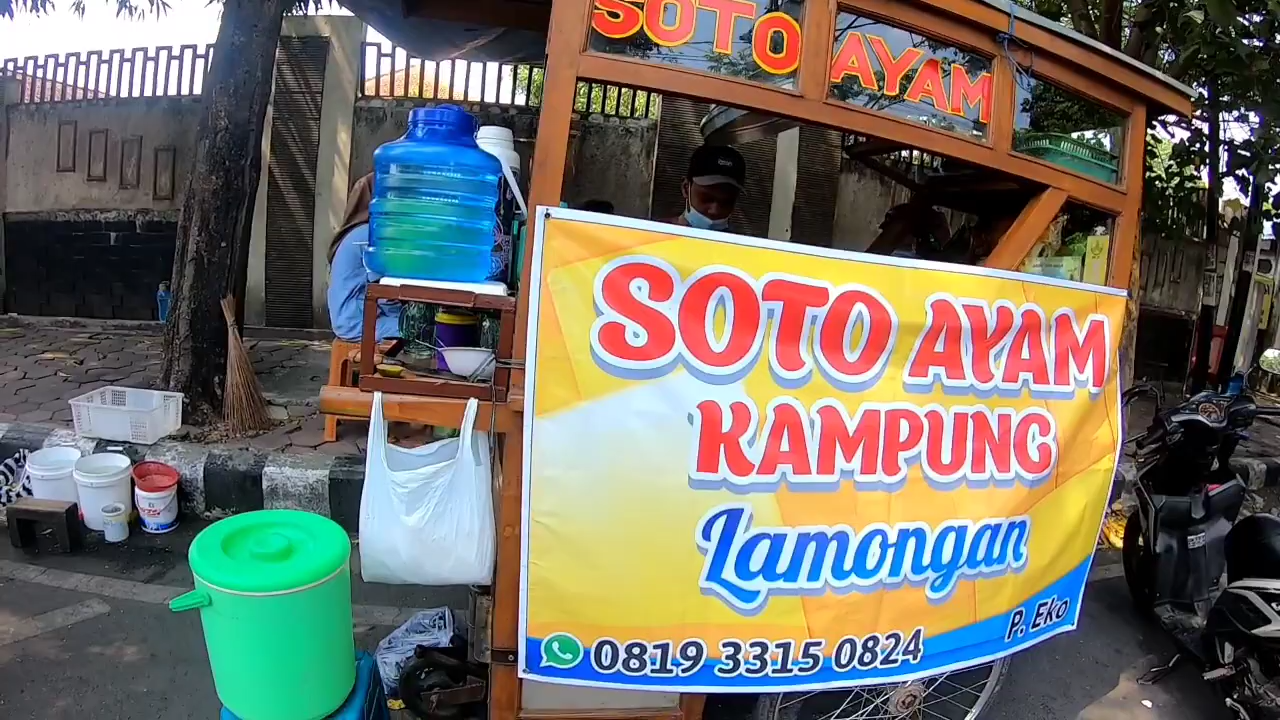 SOTO AYAM
SOTO AYAM
KAMPUNG
Lamongan
P. Eko
0819 3315 0824